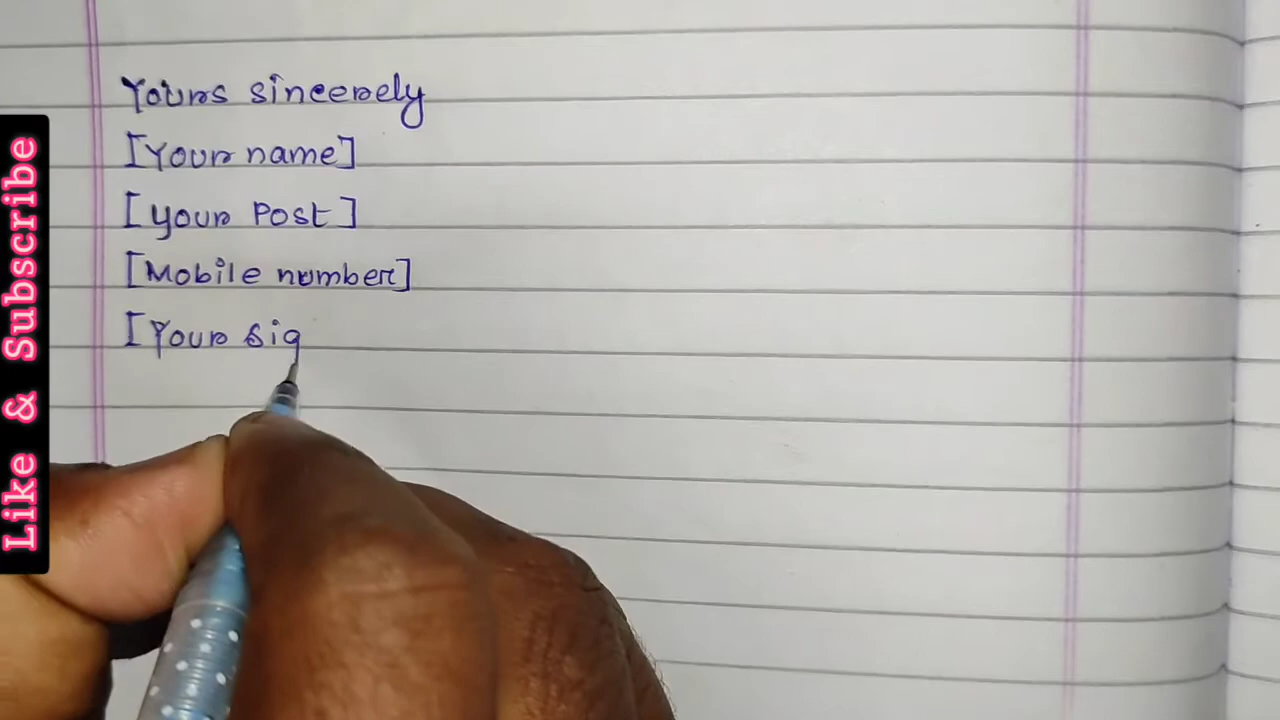 Yours sincerely
[Your name]
[your Post]
[Mobile number]
[Your sig
Like & Subscribe